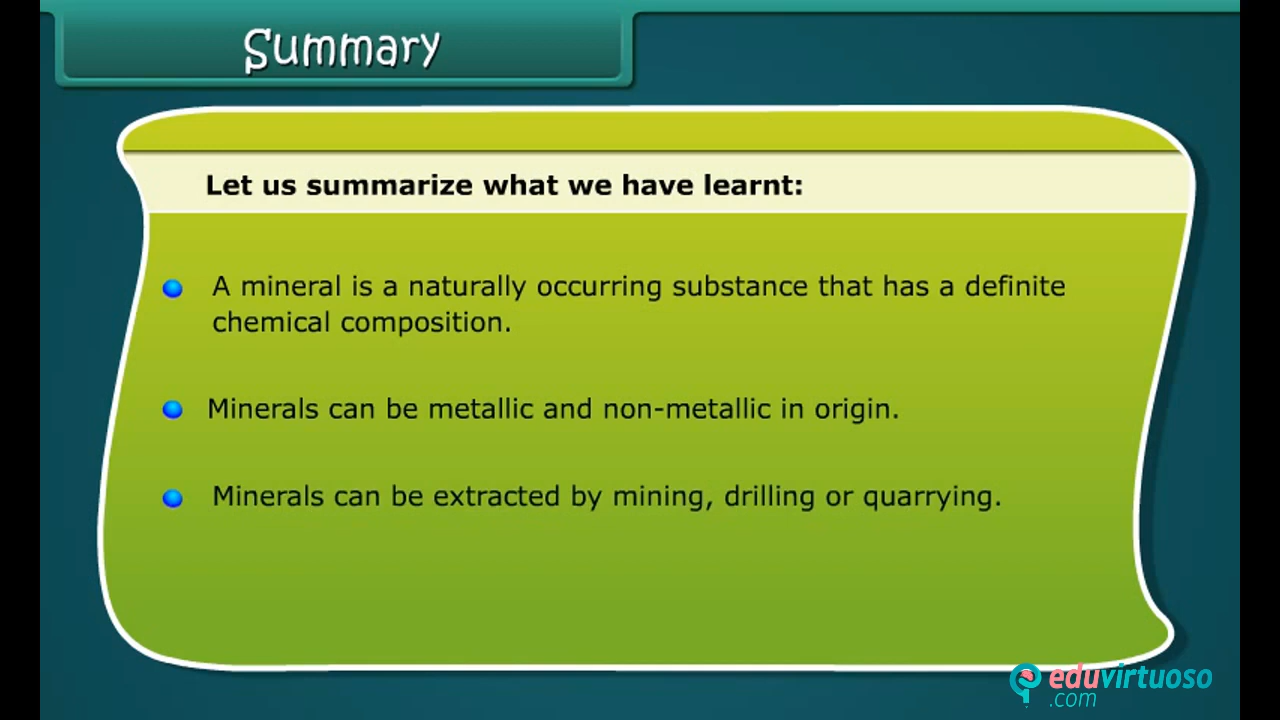 Summary
Let us summarize what we have learnt:
A mineral is a naturally occurring substance that has a definite
chemical composition.
Minerals can be metallic and non-metallic in origin.
Minerals can be extracted by mining, drilling or quarrying.
eduvirtuoso
.com